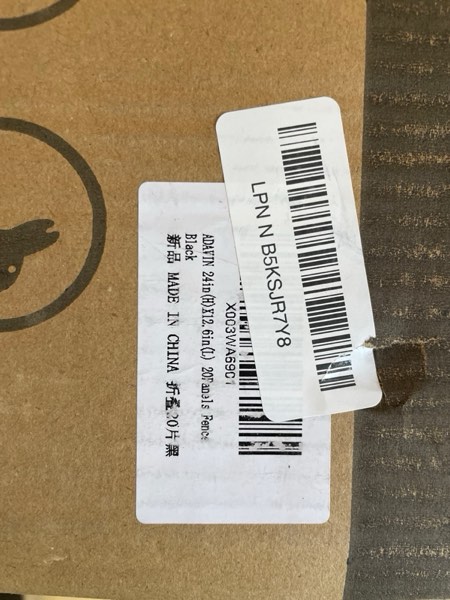 LPN N B5KSJR7Y8
X003WA69C1
ADAVIN 24in(H)X12.6in(L) 20Panels Fence
Black
新品 MADE IN CHINA 折叠20片黑